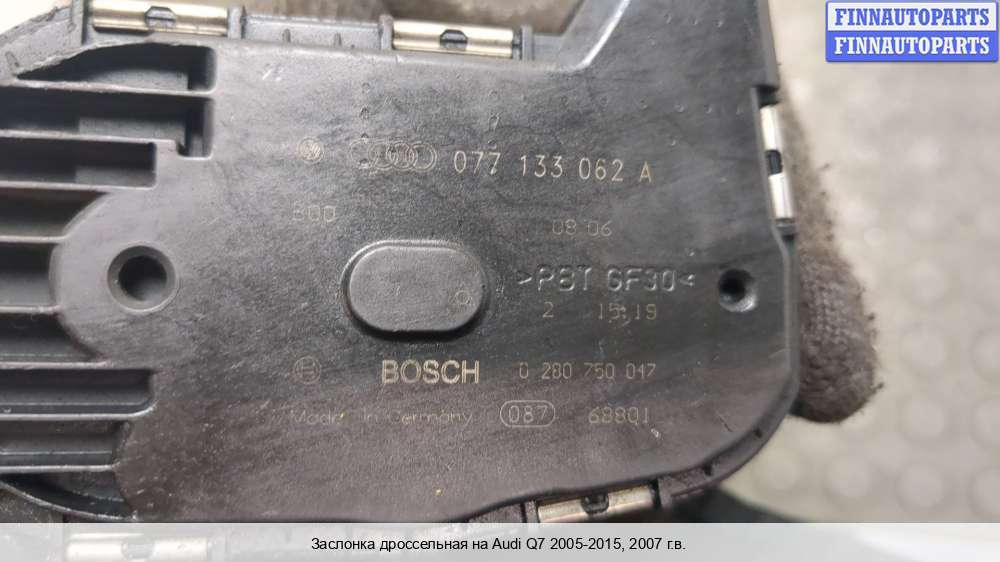 FINNAUTOPARTS
FINNAUTOPARTS
077 133 062 A
300
08 06
>PBT GF30<
2 15:19
BOSCH 0 280 750 047
Made in Germany 087 68801
Заслонка дроссельная на Audi Q7 2005-2015, 2007 г.в.